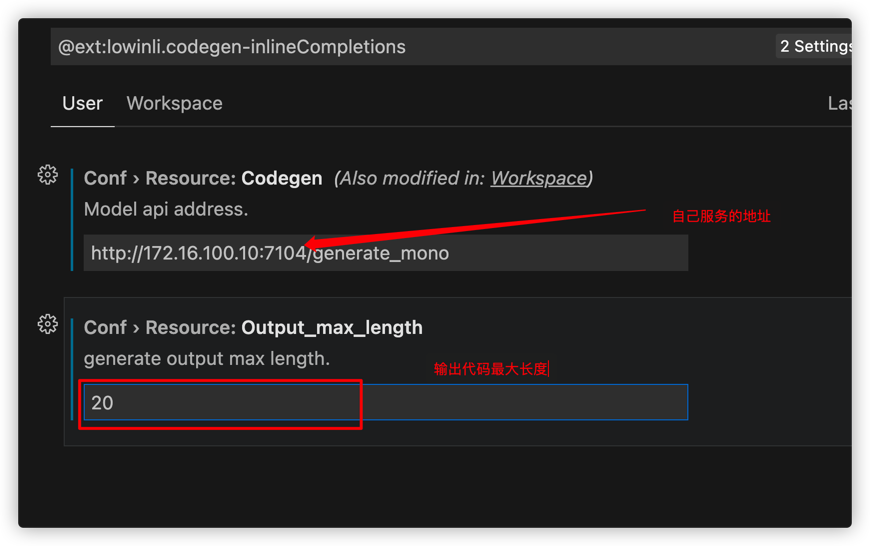 @ext:lowinli.codegen-inlineCompletions
2 Settings
User Workspace
Conf › Resource: Codegen (Also modified in: Workspace)
Model api address.
自己服务的地址
http://172.16.100.10:7104/generate_mono
Conf › Resource: Output_max_length
generate output max length.
输出代码最大长度
20